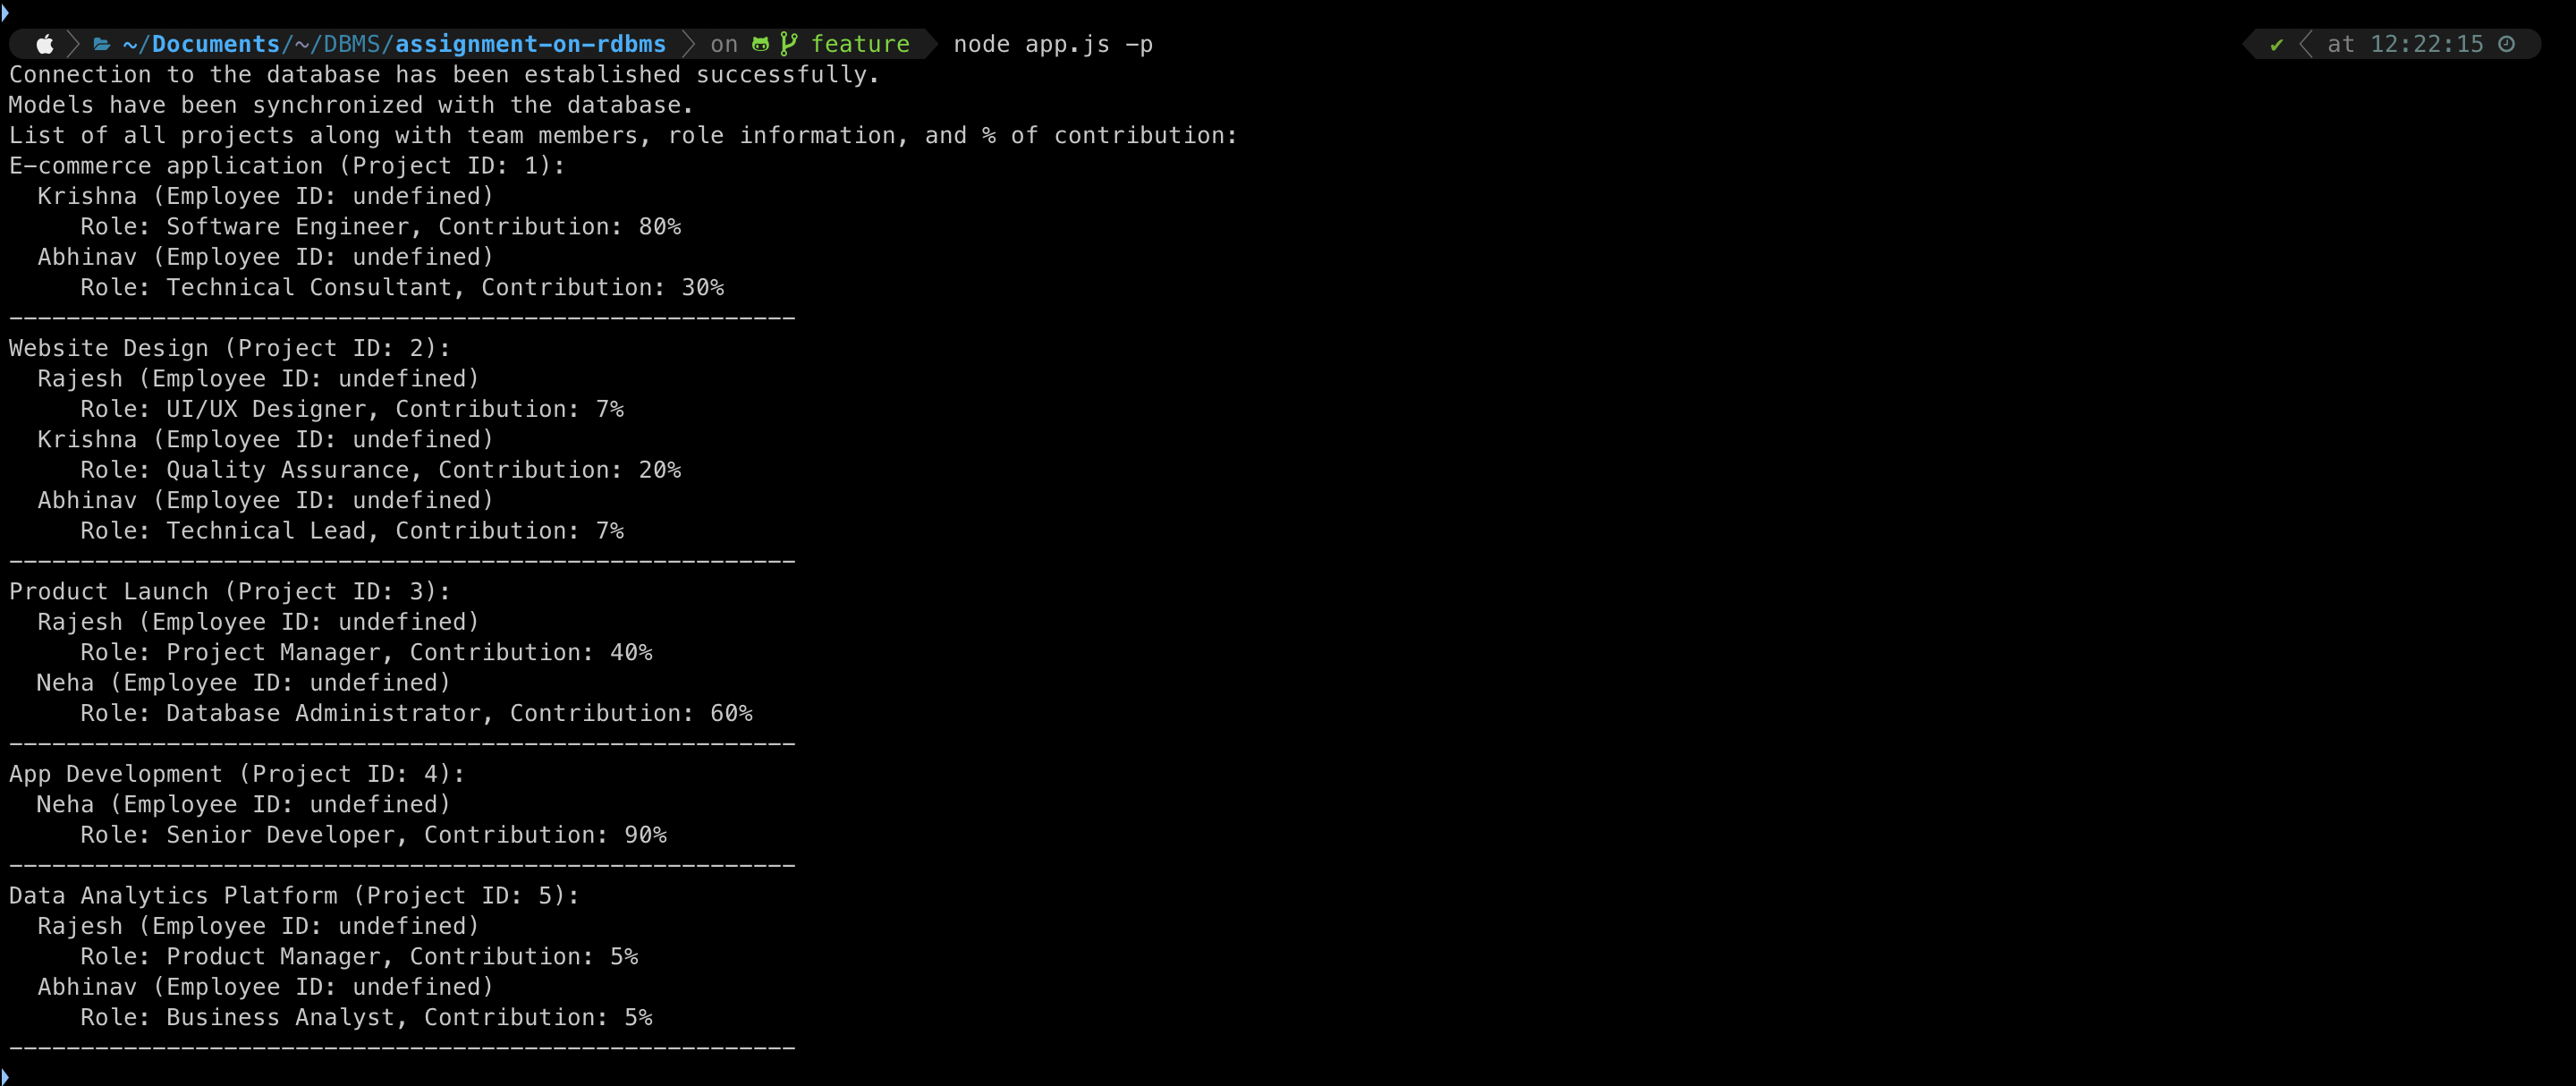 ~/Documents/~/DBMS/assignment-on-rdbms on feature node app.js -p ✔ at 12:22:15
Connection to the database has been established successfully.
Models have been synchronized with the database.
List of all projects along with team members, role information, and % of contribution:
E-commerce application (Project ID: 1):
Krishna (Employee ID: undefined)
Role: Software Engineer, Contribution: 80%
Abhinav (Employee ID: undefined)
Role: Technical Consultant, Contribution: 30%
-------------------------------------------------------
Website Design (Project ID: 2):
Rajesh (Employee ID: undefined)
Role: UI/UX Designer, Contribution: 7%
Krishna (Employee ID: undefined)
Role: Quality Assurance, Contribution: 20%
Abhinav (Employee ID: undefined)
Role: Technical Lead, Contribution: 7%
-------------------------------------------------------
Product Launch (Project ID: 3):
Rajesh (Employee ID: undefined)
Role: Project Manager, Contribution: 40%
Neha (Employee ID: undefined)
Role: Database Administrator, Contribution: 60%
-------------------------------------------------------
App Development (Project ID: 4):
Neha (Employee ID: undefined)
Role: Senior Developer, Contribution: 90%
-------------------------------------------------------
Data Analytics Platform (Project ID: 5):
Rajesh (Employee ID: undefined)
Role: Product Manager, Contribution: 5%
Abhinav (Employee ID: undefined)
Role: Business Analyst, Contribution: 5%
-------------------------------------------------------